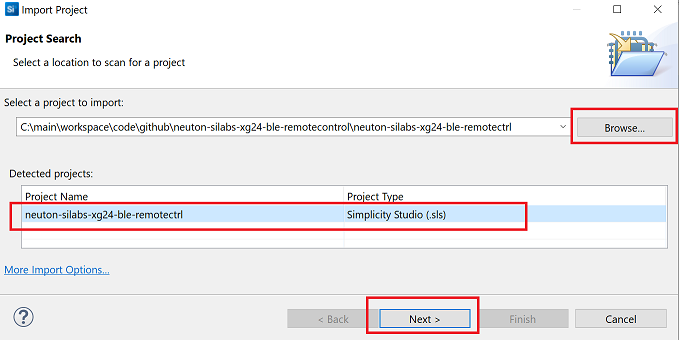 Si Import Project
Project Search
Select a location to scan for a project
Select a project to import:
C:\main\workspace\code\github\neuton-silabs-xg24-ble-remotecontrol\neuton-silabs-xg24-ble-remotectrl
Browse...
Detected projects:
Project Name Project Type
neuton-silabs-xg24-ble-remotectrl Simplicity Studio (.sls)
More Import Options...
? < Back Next > Finish Cancel